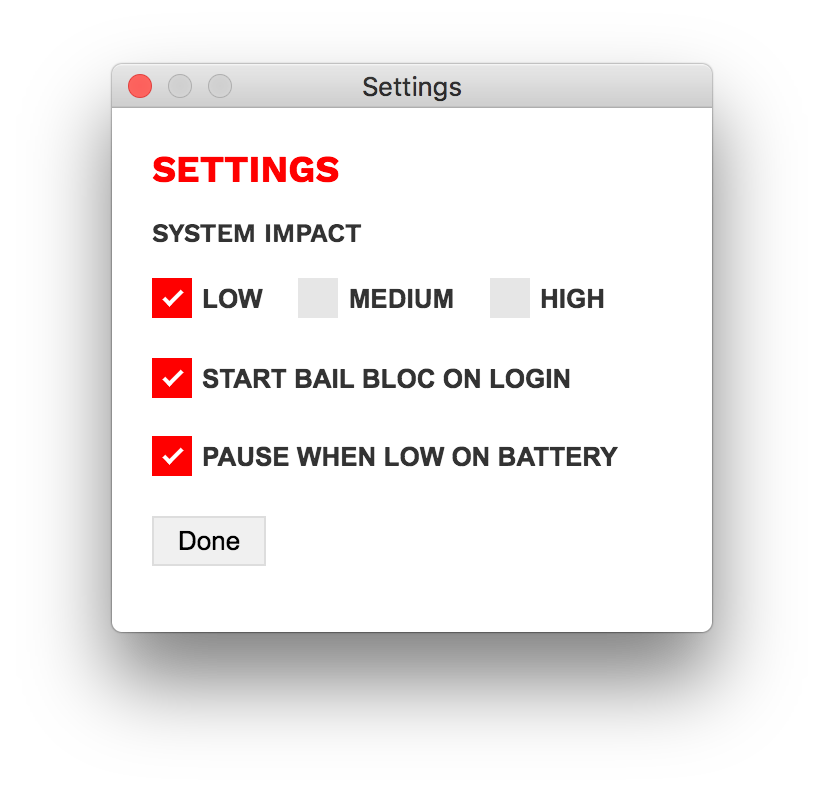 Settings
SETTINGS
SYSTEM IMPACT
LOW MEDIUM HIGH
START BAIL BLOC ON LOGIN
PAUSE WHEN LOW ON BATTERY
Done